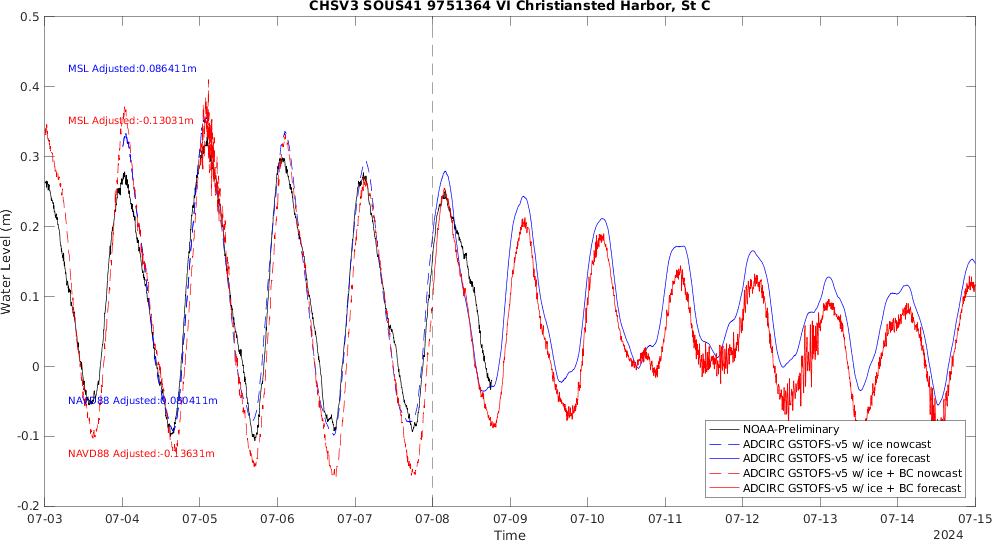 CHSV3 SOUS41 9751364 VI Christiansted Harbor, St C
0.5
0.4
0.3
0.2
0.1
0
-0.1
-0.2
Water Level (m)
MSL Adjusted:0.086411m
MSL Adjusted:-0.13031m
NAVD88 Adjusted:0.080411m
NAVD88 Adjusted:-0.13631m
NOAA-Preliminary
ADCIRC GSTOFS-v5 w/ ice nowcast
ADCIRC GSTOFS-v5 w/ ice forecast
ADCIRC GSTOFS-v5 w/ ice + BC nowcast
ADCIRC GSTOFS-v5 w/ ice + BC forecast
07-03 07-04 07-05 07-06 07-07 07-08 07-09 07-10 07-11 07-12 07-13 07-14 07-15
Time
2024